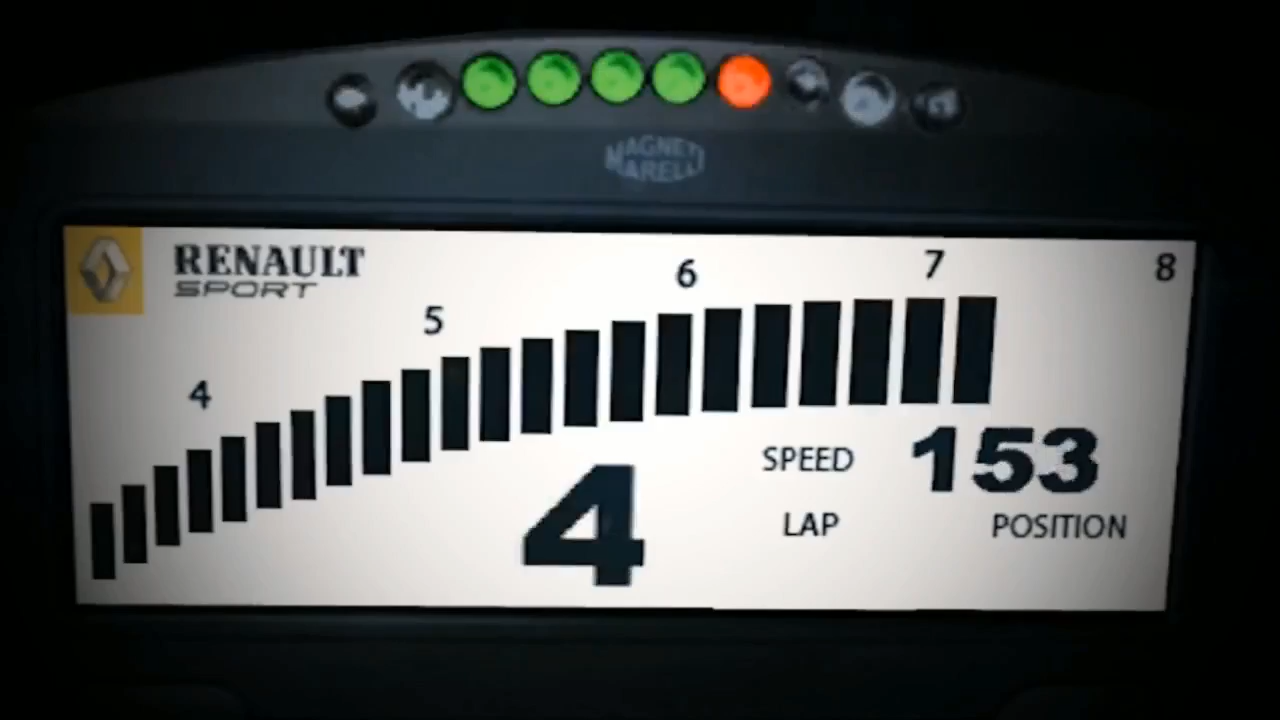 MAGNETI
MARELLI
RENAULT
SPORT
4
5
6
7
8
4
SPEED 153
LAP POSITION